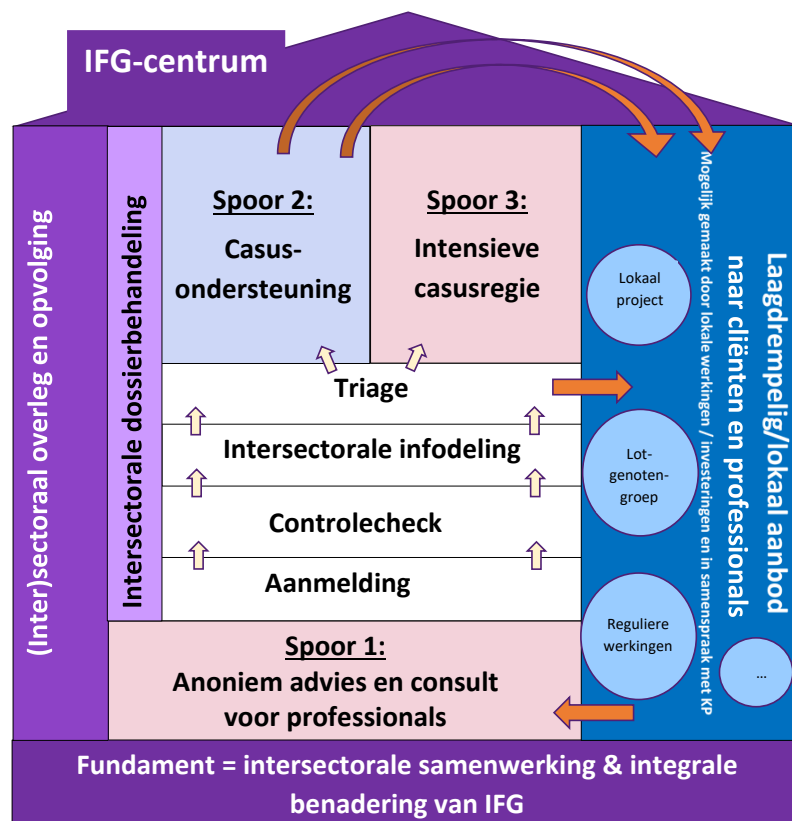 IFG-centrum
(Inter)sectoraal overleg en opvolging
Intersectorale dossierbehandeling
Spoor 2:
Casus-
ondersteuning
Spoor 3:
Intensieve
casusregie
Triage
Intersectorale infodeling
Controlecheck
Aanmelding
Spoor 1:
Anoniem advies en consult
voor professionals
Lokaal
project
Lot-
genoten-
groep
Reguliere
werkingen
...
Laagdrempelig/lokaal aanbod
naar cliënten en professionals
Mogelijk gemaakt door lokale werkingen / investeringen en in samenspraak met KP
Fundament = intersectorale samenwerking & integrale
benadering van IFG